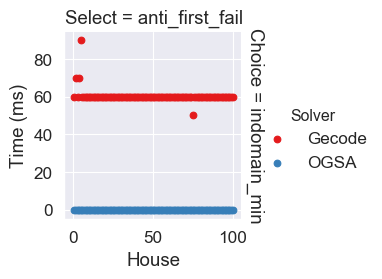 Select = anti_first_fail
Choice = indomain_min
Time (ms)
80
60
40
20
0
0
50
100
House
Solver
Gecode
OGSA